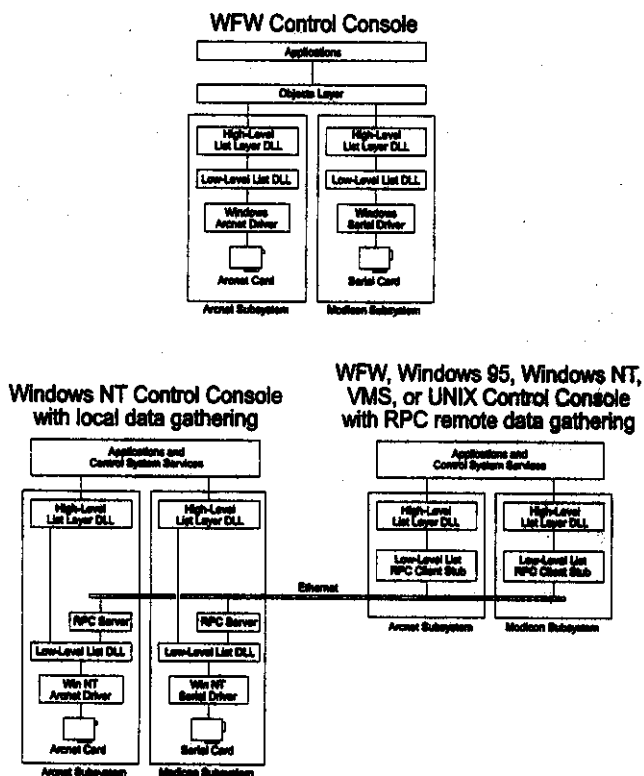 WFW Control Console
Applications
Objects Layer
High-Level
List Layer DLL
High-Level
List Layer DLL
Low-Level List DLL
Low-Level List DLL
Windows
Arcnet Driver
Windows
Serial Driver
Arcnet Card
Serial Card
Arcnet Subsystem
Modicon Subsystem
Windows NT Control Console
with local data gathering
WFW, Windows 95, Windows NT,
VMS, or UNIX Control Console
with RPC remote data gathering
Applications and
Control System Services
Applications and
Control System Services
High-Level
List Layer DLL
High-Level
List Layer DLL
High-Level
List Layer DLL
High-Level
List Layer DLL
Low-Level List
RPC Client Stub
Low-Level List
RPC Client Stub
Ethernet
RPC Server
RPC Server
Arcnet Subsystem
Modicon Subsystem
Low-Level List DLL
Low-Level List DLL
Win NT
Arcnet Driver
Win NT
Serial Driver
Arcnet Card
Serial Card
Arcnet Subsystem
Modicon Subsystem